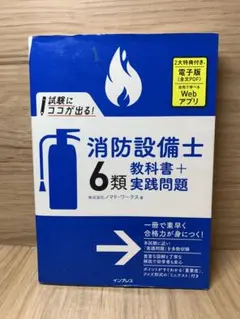 試験に
ココが出る!
2大特典付き
電子版
(全文PDF)
Web
アプリ
消防設備士
6類
教科書+
実践問題
株式会社ノマド・ワークス 著
一冊で素早く
合格力が身につく!
インプレス